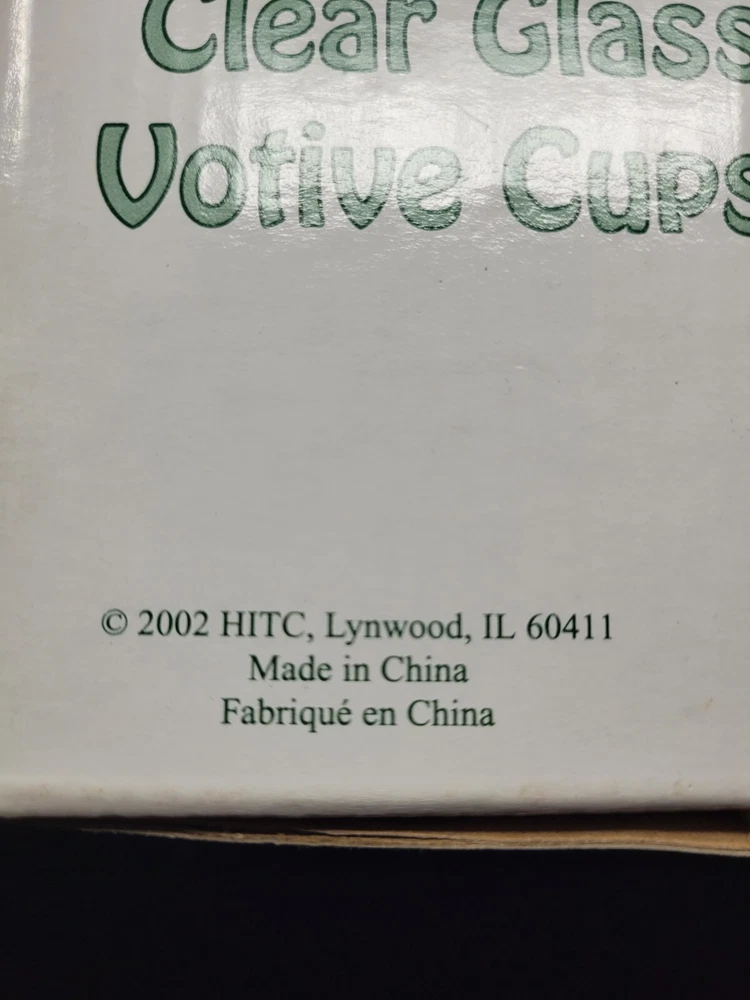 Clear Glass
Votive Cups
© 2002 HITC, Lynwood, IL 60411
Made in China
Fabriqué en China